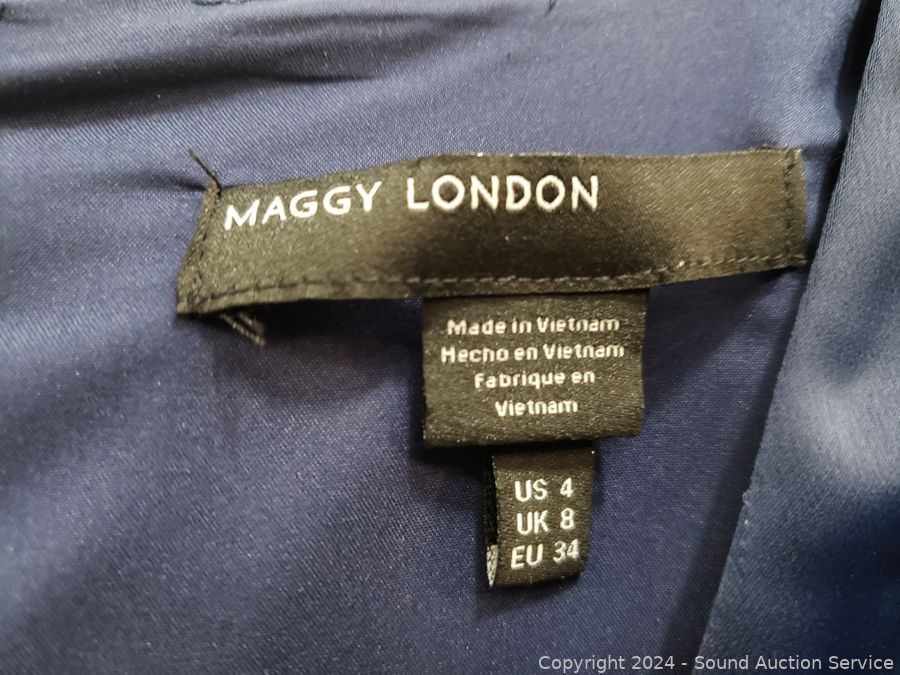 MAGGY LONDON
Made in Vietnam
Hecho en Vietnam
Fabrique en
Vietnam
US 4
UK 8
EU 34
Copyright 2024 - Sound Auction Service